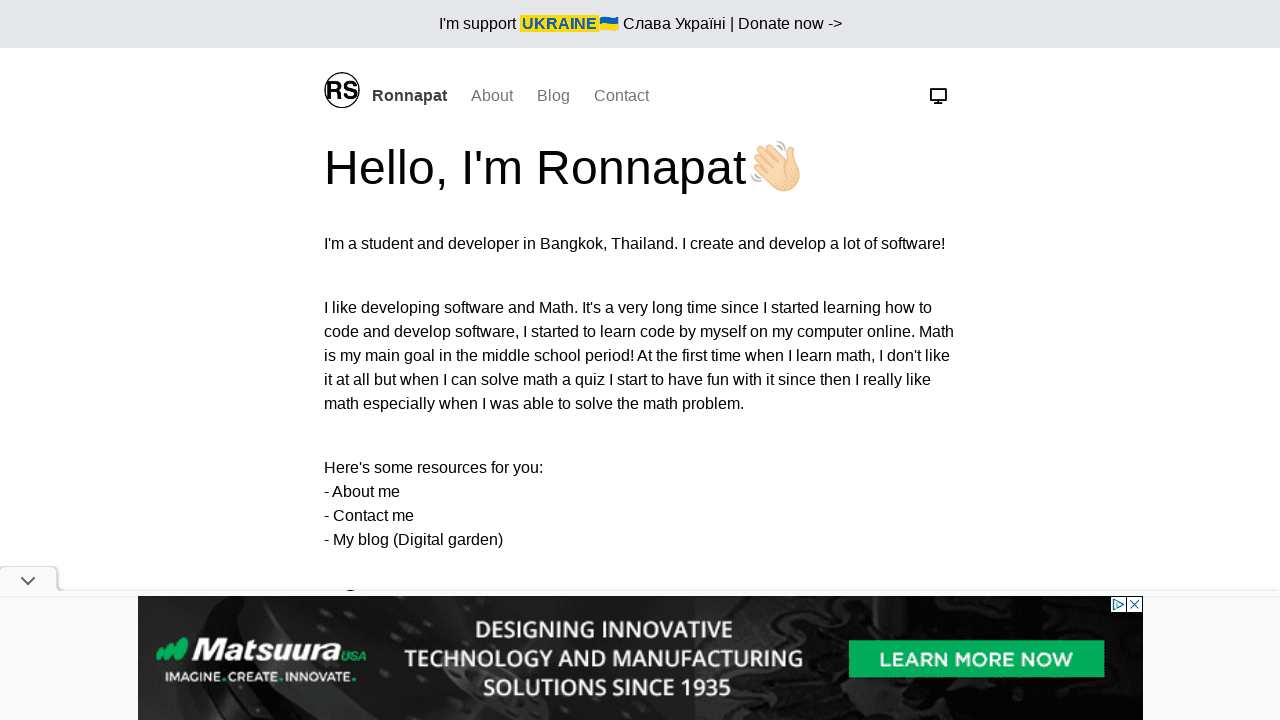 I'm support UKRAINE🇺🇦 Слава Україні | Donate now ->
RS Ronnapat About Blog Contact
Hello, I'm Ronnapat👋🏻
I'm a student and developer in Bangkok, Thailand. I create and develop a lot of software!
I like developing software and Math. It's a very long time since I started learning how to
code and develop software, I started to learn code by myself on my computer online. Math
is my main goal in the middle school period! At the first time when I learn math, I don't like
it at all but when I can solve math a quiz I start to have fun with it since then I really like
math especially when I was able to solve the math problem.
Here's some resources for you:
- About me
- Contact me
- My blog (Digital garden)
Matsuura USA
IMAGINE.CREATE.INNOVATE.
DESIGNING INNOVATIVE
TECHNOLOGY AND MANUFACTURING
SOLUTIONS SINCE 1935
LEARN MORE NOW